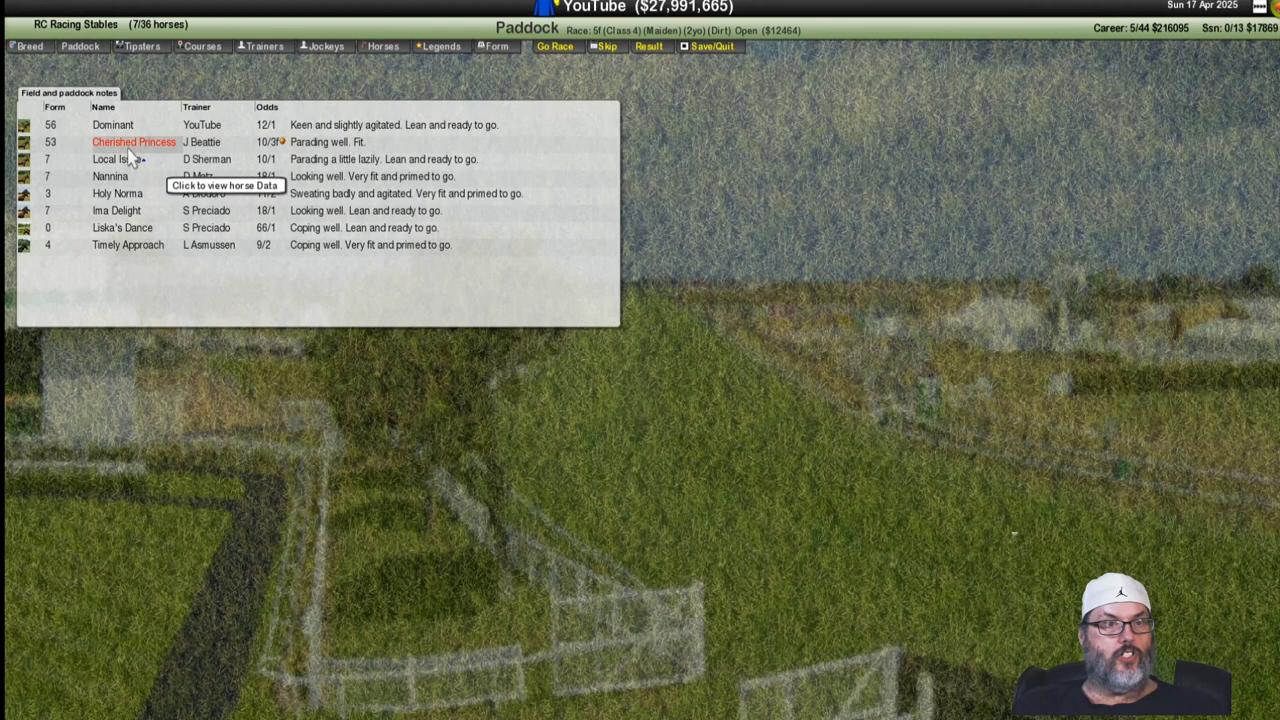 YouTube ($27,991,665)
Sun 17 Apr 2025
RC Racing Stables (7/36 horses)
Paddock Race: 5f (Class 4) (Maiden) (2yo) (Dirt) Open ($12464)
Career: 5/44 $216095 Ssn: 0/13 $17869
Breed Paddock Tipsters Courses Trainers Jockeys Horses Legends Form Go Race Skip Result Save/Quit
Field and paddock notes
Form Name Trainer Odds
56 Dominant YouTube 12/1 Keen and slightly agitated. Lean and ready to go.
53 Cherished Princess J Beattie 10/3f Parading well. Fit.
7 Local D Sherman 10/1 Parading a little lazily. Lean and ready to go.
7 Nannina Looking well. Very fit and primed to go.
Click to view horse Data
3 Holy Norma Sweating badly and agitated. Very fit and primed to go.
7 Ima Delight S Preciado 18/1 Looking well. Lean and ready to go.
0 Liska's Dance S Preciado 66/1 Coping well. Lean and ready to go.
4 Timely Approach L Asmussen 9/2 Coping well. Very fit and primed to go.